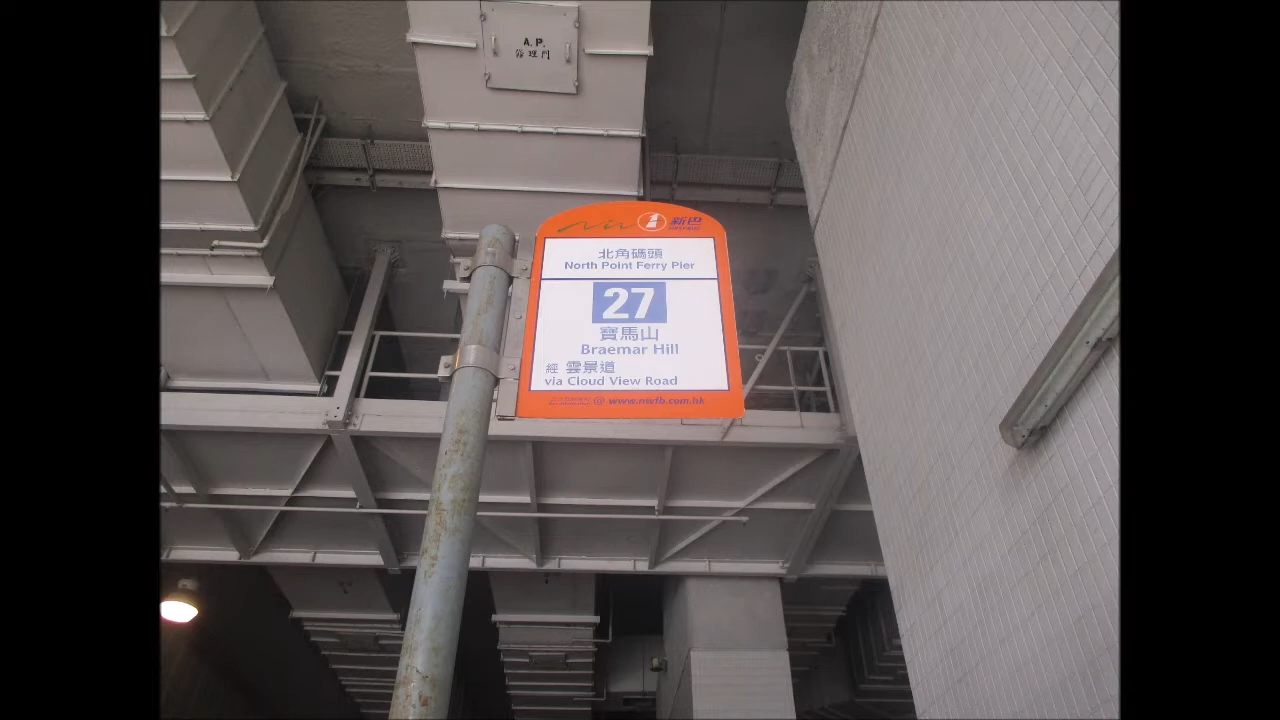 A.P.
修理門
新巴
北角碼頭
North Point Ferry Pier
27
寶馬山
Braemar Hill
經 雲景道
via Cloud View Road
@ www.nwfb.com.hk